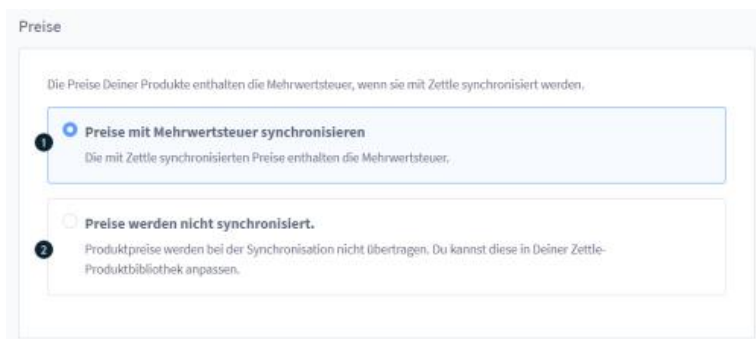 Preise
Die Preise Deiner Produkte enthalten die Mehrwertsteuer, wenn sie mit Zettle synchronisiert werden.
1 Preise mit Mehrwertsteuer synchronisieren
Die mit Zettle synchronisierten Preise enthalten die Mehrwertsteuer.
Preise werden nicht synchronisiert.
2 Produktpreise werden bei der Synchronisation nicht übertragen. Du kannst diese in Deiner Zettle-
Produktbibliothek anpassen.